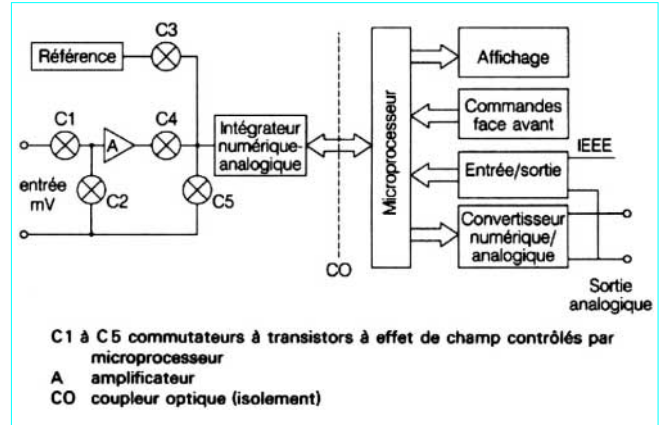 C3
Référence
Affichage
C1
C4
A
Intégrateur
numérique-
analogique
Microprocesseur
Commandes
face avant
entrée
mV
C2
C5
IEEE
Entrée/sortie
Convertisseur
numérique/
analogique
CO
Sortie
analogique
C1 à C5 commutateurs à transistors à effet de champ contrôlés par
microprocesseur
A amplificateur
CO coupleur optique (isolement)